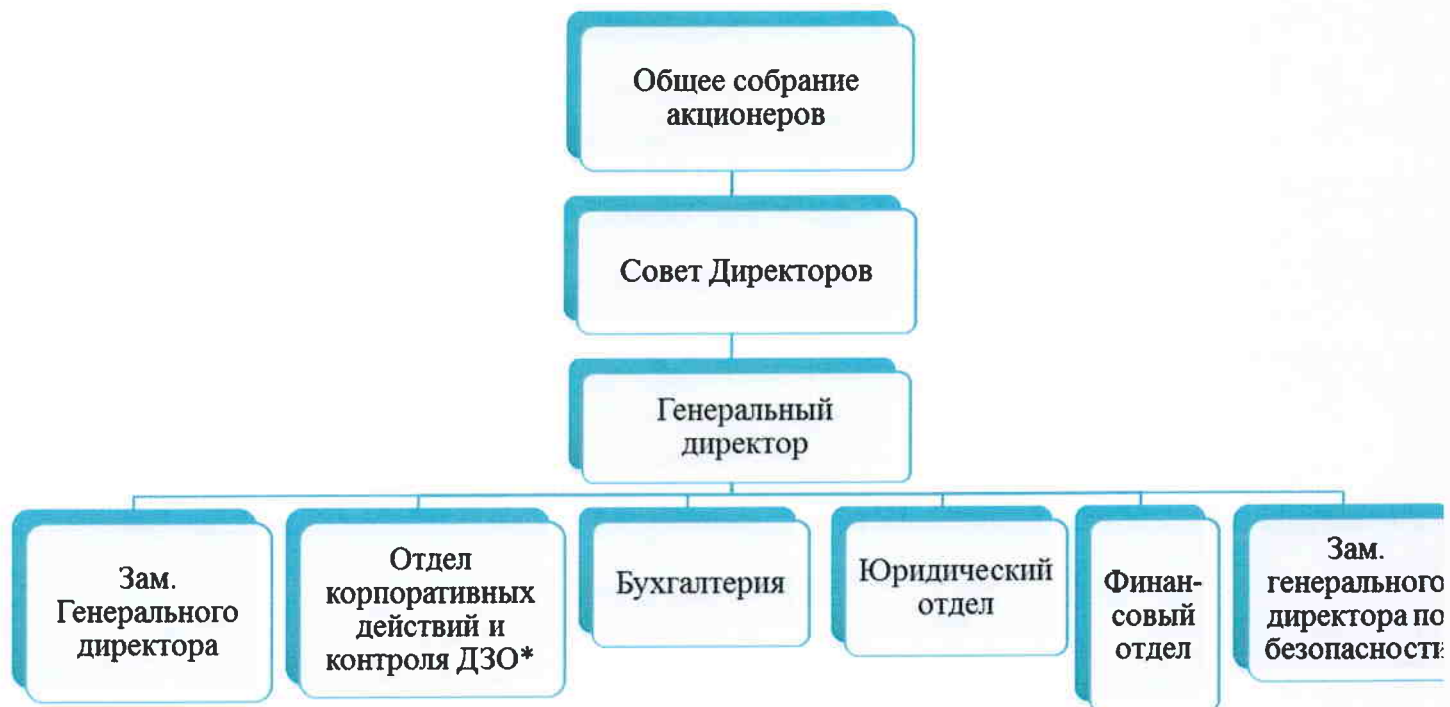 Общее собрание
акционеров
Совет Директоров
Генеральный
директор
Зам.
Генерального
директора
Отдел
корпоративных
действий и
контроля ДЗО*
Бухгалтерия
Юридический
отдел
Финан-
совый
отдел
Зам.
генерального
директора по
безопасности